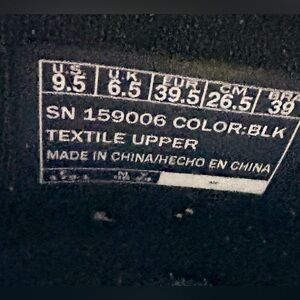 U.S. U.K. EUR CM BRA
9.5 6.5 39.5 26.5 39
SN 159006 COLOR:BLK
TEXTILE UPPER
MADE IN CHINA/HECHO EN CHINA